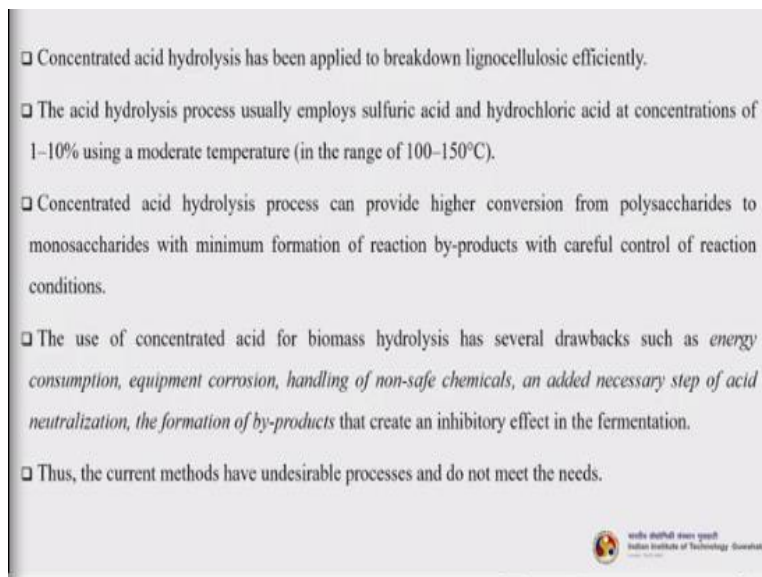 ❑ Concentrated acid hydrolysis has been applied to breakdown lignocellulosic efficiently.
❑ The acid hydrolysis process usually employs sulfuric acid and hydrochloric acid at concentrations of
1–10% using a moderate temperature (in the range of 100–150°C).
❑ Concentrated acid hydrolysis process can provide higher conversion from polysaccharides to
monosaccharides with minimum formation of reaction by-products with careful control of reaction
conditions.
❑ The use of concentrated acid for biomass hydrolysis has several drawbacks such as energy
consumption, equipment corrosion, handling of non-safe chemicals, an added necessary step of acid
neutralization, the formation of by-products that create an inhibitory effect in the fermentation.
❑ Thus, the current methods have undesirable processes and do not meet the needs.
Indian Institute of Technology